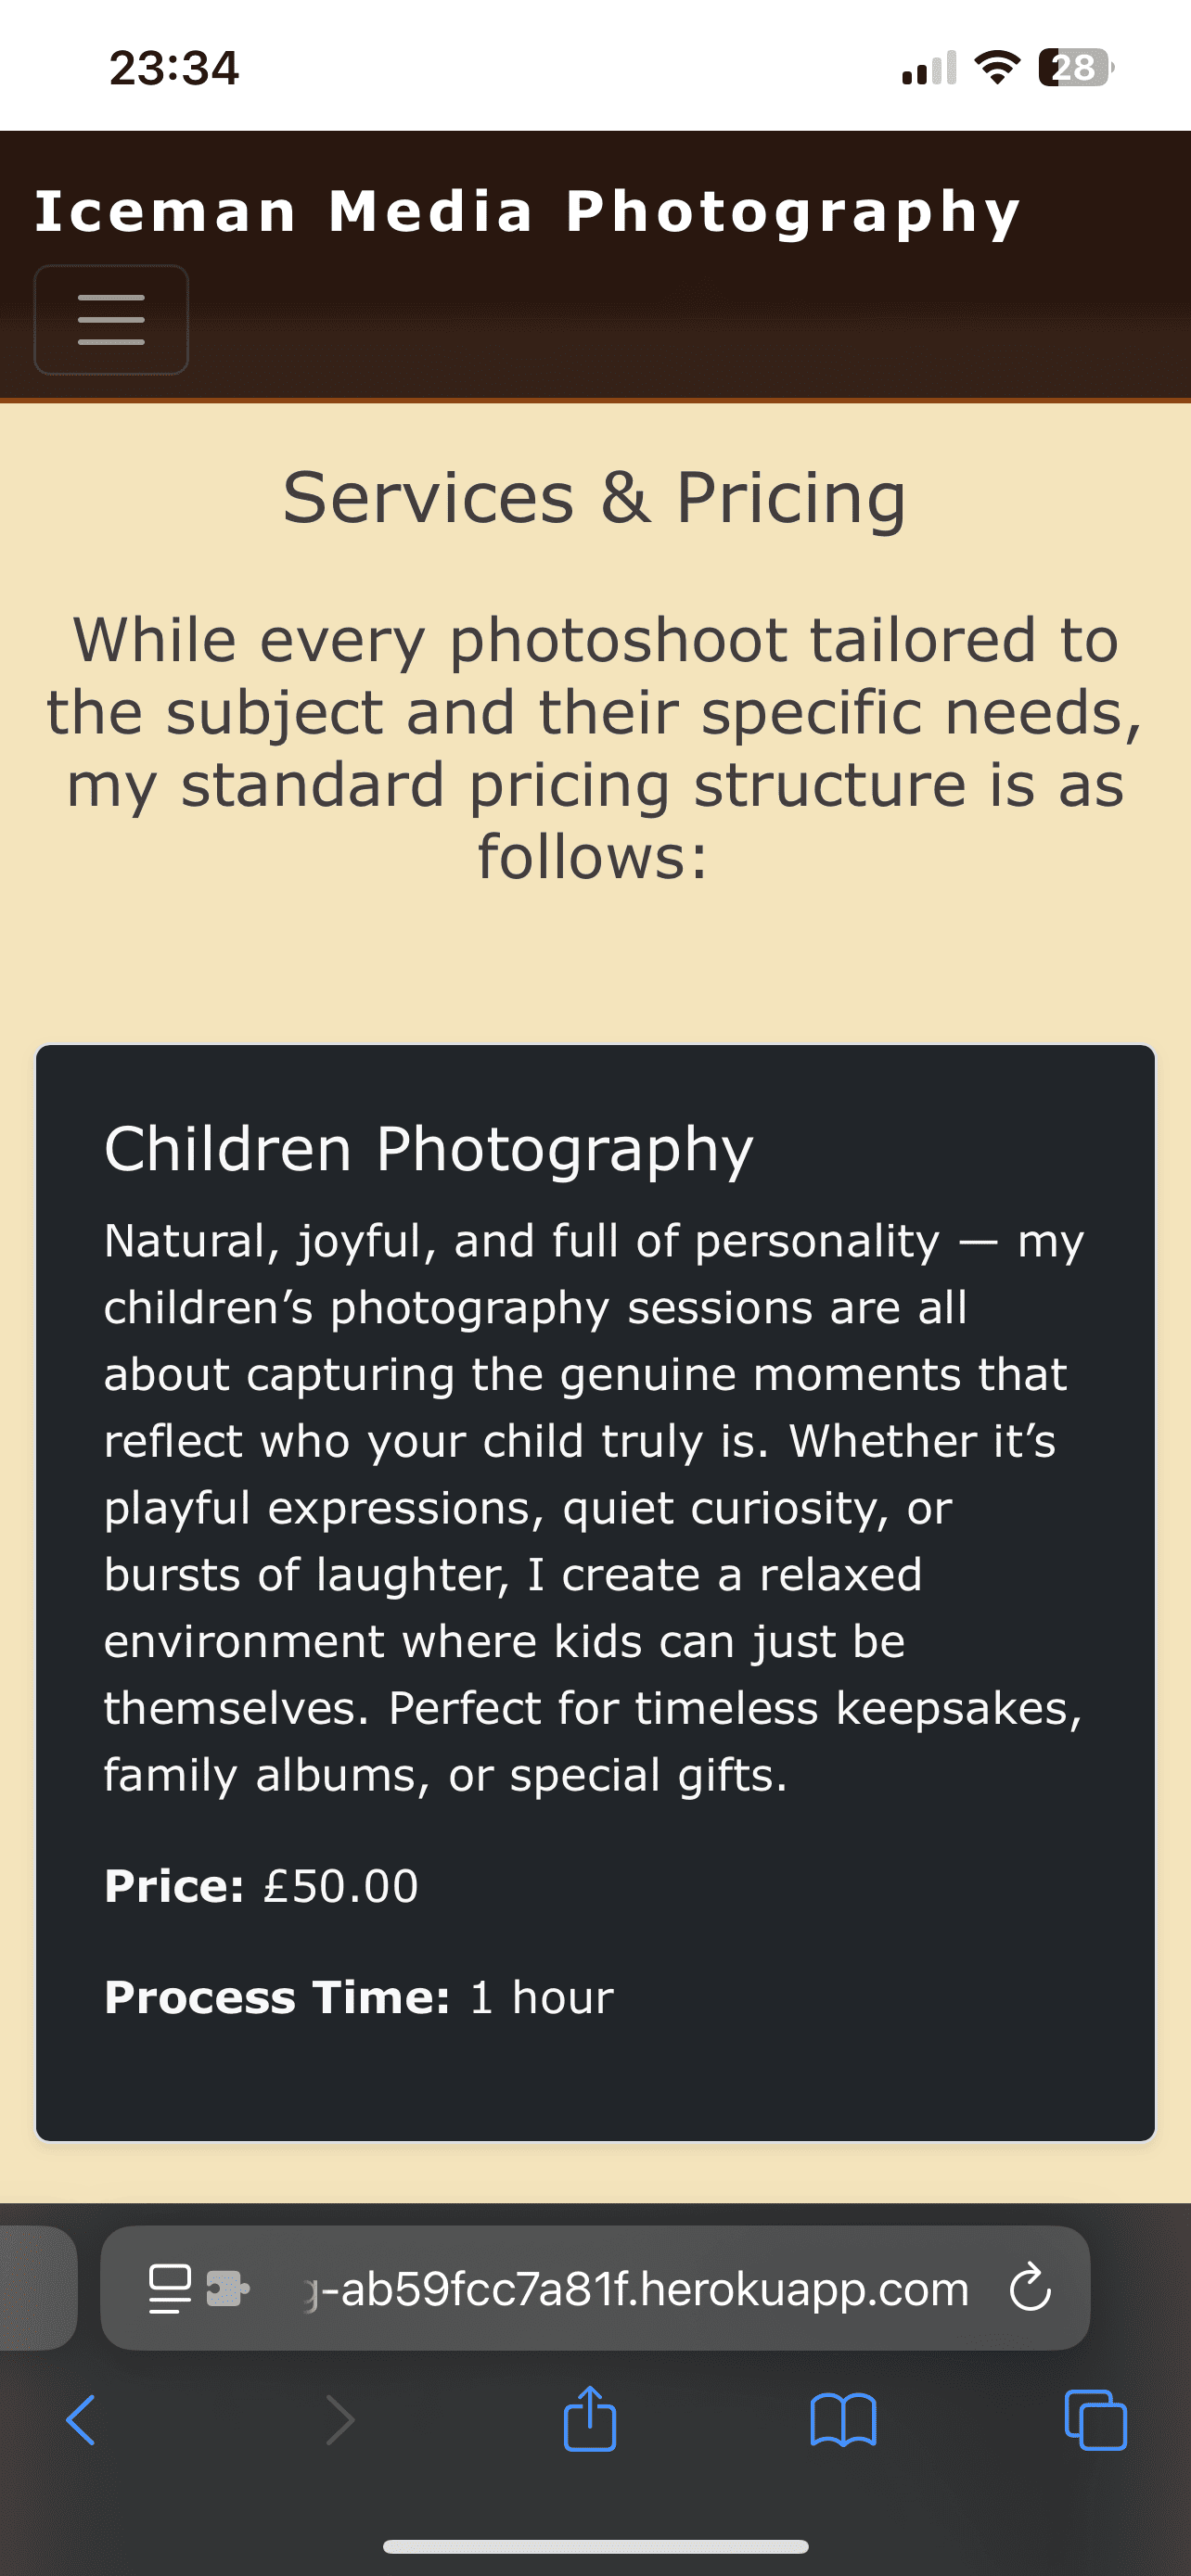 23:34
28
Iceman Media Photography
Services & Pricing
While every photoshoot tailored to
the subject and their specific needs,
my standard pricing structure is as
follows:
Children Photography
Natural, joyful, and full of personality — my
children’s photography sessions are all
about capturing the genuine moments that
reflect who your child truly is. Whether it’s
playful expressions, quiet curiosity, or
bursts of laughter, I create a relaxed
environment where kids can just be
themselves. Perfect for timeless keepsakes,
family albums, or special gifts.
Price: £50.00
Process Time: 1 hour
g-ab59fcc7a81f.herokuapp.com